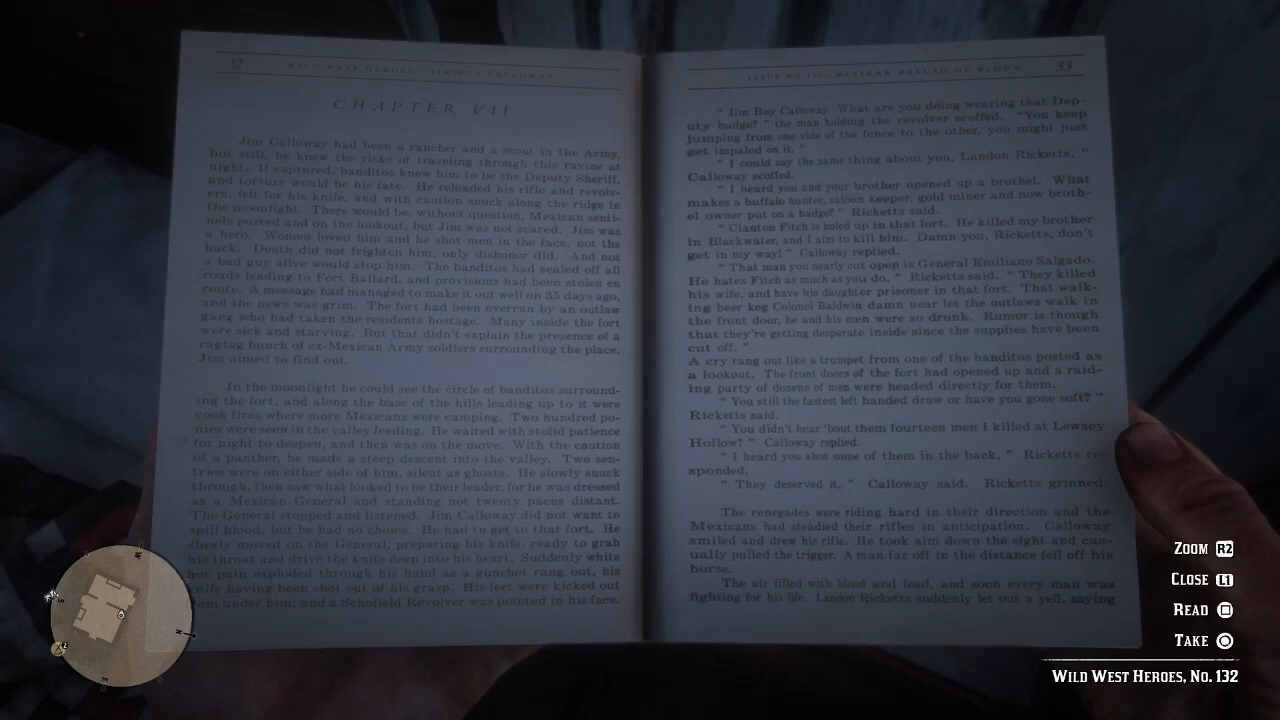 32
WILD WEST HEROES - JIM BOY CALLOWAY
CHAPTER VII
Jim Calloway had been a rancher and a scout in the Army,
but still, he knew the risks of traveling through this ravine at
night. If captured, banditos knew him to be the Deputy Sheriff,
and torture would be his fate. He reloaded his rifle and revolv-
ers, felt for his knife, and with caution snuck along the ridge in
the moonlight. There would be, without question, Mexican senti-
nels posted and on the lookout, but Jim was not scared. Jim was
a hero. Women loved him and he shot men in the face, not the
back. Death did not frighten him, only dishonor did. And not
a bad guy alive would stop him. The banditos had sealed off all
roads leading to Fort Ballard, and provisions had been stolen en
route. A message had managed to make it out well on 35 days ago,
and the news was grim. The fort had been overrun by an outlaw
gang who had taken the residents hostage. Many inside the fort
were sick and starving. But that didn't explain the presence of a
ragtag bunch of ex-Mexican Army soldiers surrounding the place.
Jim aimed to find out.
In the moonlight he could see the circle of banditos surround-
ing the fort, and along the base of the hills leading up to it were
cook fires where more Mexicans were camping. Two hundred po-
nies were seen in the valley feeding. He waited with stolid patience
for night to deepen, and then was on the move. With the caution
of a panther, he made a steep descent into the valley. Two sen-
tries were on either side of him, silent as ghosts. He slowly snuck
through, then saw what looked to be their leader, for he was dressed
as a Mexican General and standing not twenty paces distant.
The General stopped and listened. Jim Calloway did not want to
spill blood, but he had no choice. He had to get to that fort. He
slowly moved on the General, preparing his knife, ready to grab
his throat and drive the knife deep into his heart. Suddenly white
hot pain exploded through his hand as a gunshot rang out, his
knife having been shot out of his grasp. His feet were kicked out
from under him, and a Schofield Revolver was pointed in his face.
ISSUE NO 132 - MEXICAN BALLAD OF BLOOD
33
" Jim Boy Calloway. What are you doing wearing that Dep-
uty badge? " the man holding the revolver scoffed. "You keep
jumping from one side of the fence to the other, you might just
get impaled on it. "
" I could say the same thing about you, Landon Ricketts, "
Calloway scoffed.
" I heard you and your brother opened up a brothel. What
makes a buffalo hunter, saloon keeper, gold miner and now broth-
el owner put on a badge? " Ricketts said.
" Clanton Fitch is holed up in that fort. He killed my brother
in Blackwater, and I aim to kill him. Damn you, Ricketts, don't
get in my way! " Calloway replied.
" That man you nearly cut open is General Emiliano Salgado.
He hates Fitch as much as you do, " Ricketts said. " They killed
his wife, and have his daughter prisoner in that fort. That walk-
ing beer keg Colonel Baldwin damn near let the outlaws walk in
the front door, he and his men were so drunk. Rumor is though
that they're getting desperate inside since the supplies have been
cut off. "
A cry rang out like a trumpet from one of the banditos posted as
a lookout. The front doors of the fort had opened up and a raid-
ing party of dozens of men were headed directly for them.
" You still the fastest left handed draw or have you gone soft? "
Ricketts said.
" You didn't hear 'bout them fourteen men I killed at Lewsey
Hollow? " Calloway replied.
" I heard you shot some of them in the back, " Ricketts re-
sponded.
" They deserved it, " Calloway said. Ricketts grinned.
The renegades were riding hard in their direction and the
Mexicans had steadied their rifles in anticipation. Calloway
smiled and drew his rifle. He took aim down the sight and cas-
ually pulled the trigger. A man far off in the distance fell off his
horse.
The air filled with blood and lead, and soon every man was
fighting for his life. Landon Ricketts suddenly let out a yell, saying
ZOOM R2
CLOSE L1
READ
TAKE
WILD WEST HEROES, NO. 132